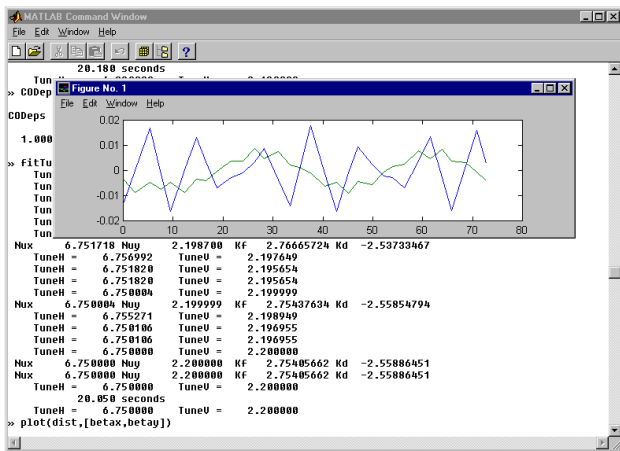 MATLAB Command Window
File Edit Window Help
20.180 seconds
Tun
» CODep
CODeps
1.000
» fitTu
Tun
Tun
Tun
Tun
Tun
Tun
Figure No. 1
File Edit Window Help
0.02
0.01
0
-0.01
-0.02
0 10 20 30 40 50 60 70 80
Nux 6.751718 Nuy 2.198700 Kf 2.76665724 Kd -2.53733467
TuneH = 6.756992 TuneV = 2.197649
TuneH = 6.751820 TuneV = 2.195654
TuneH = 6.751820 TuneV = 2.195654
TuneH = 6.750004 TuneV = 2.199999
Nux 6.750004 Nuy 2.199999 Kf 2.75437634 Kd -2.55854794
TuneH = 6.755271 TuneV = 2.198949
TuneH = 6.750106 TuneV = 2.196955
TuneH = 6.750106 TuneV = 2.196955
TuneH = 6.750000 TuneV = 2.200000
Nux 6.750000 Nuy 2.200000 Kf 2.75405662 Kd -2.55886451
Nux 6.750000 Nuy 2.200000 Kf 2.75405662 Kd -2.55886451
TuneH = 6.750000 TuneV = 2.200000
20.050 seconds
TuneH = 6.750000 TuneV = 2.200000
» plot(dist,[betax,betay])